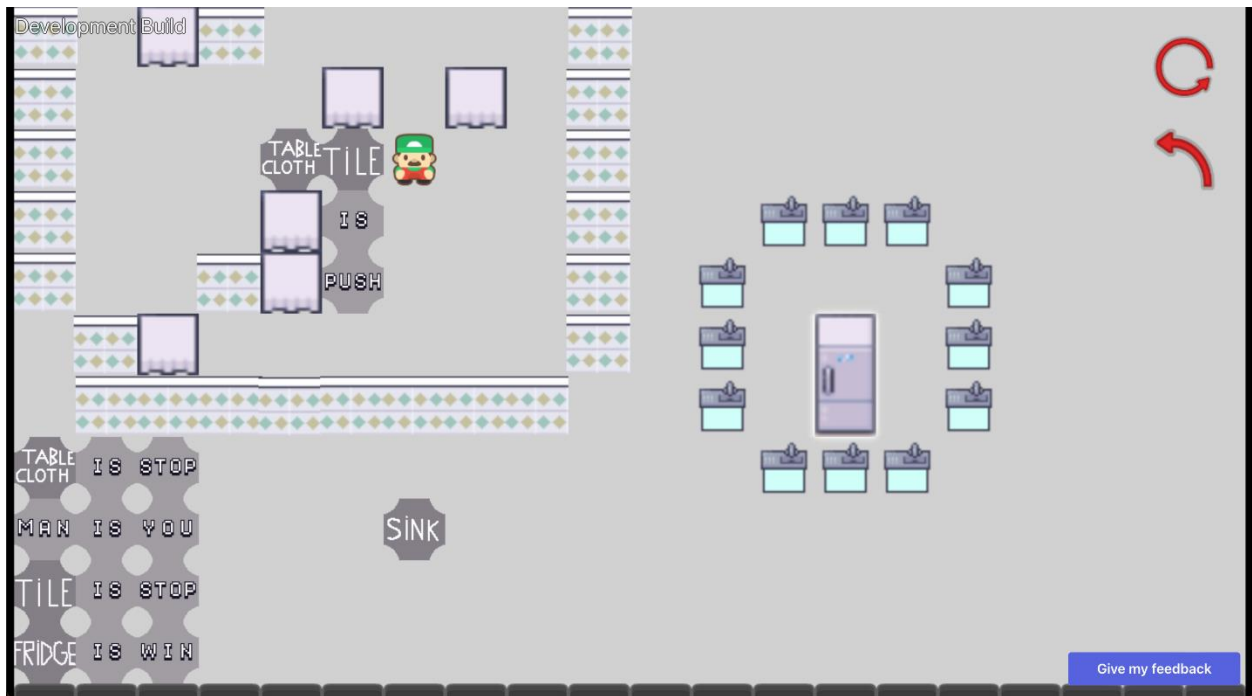 Development Build
TABLE
CLOTH
TILE
IS
PUSH
TABLE
CLOTH
IS STOP
MAN IS YOU
SINK
TILE IS STOP
FRIDGE IS WIN
Give my feedback